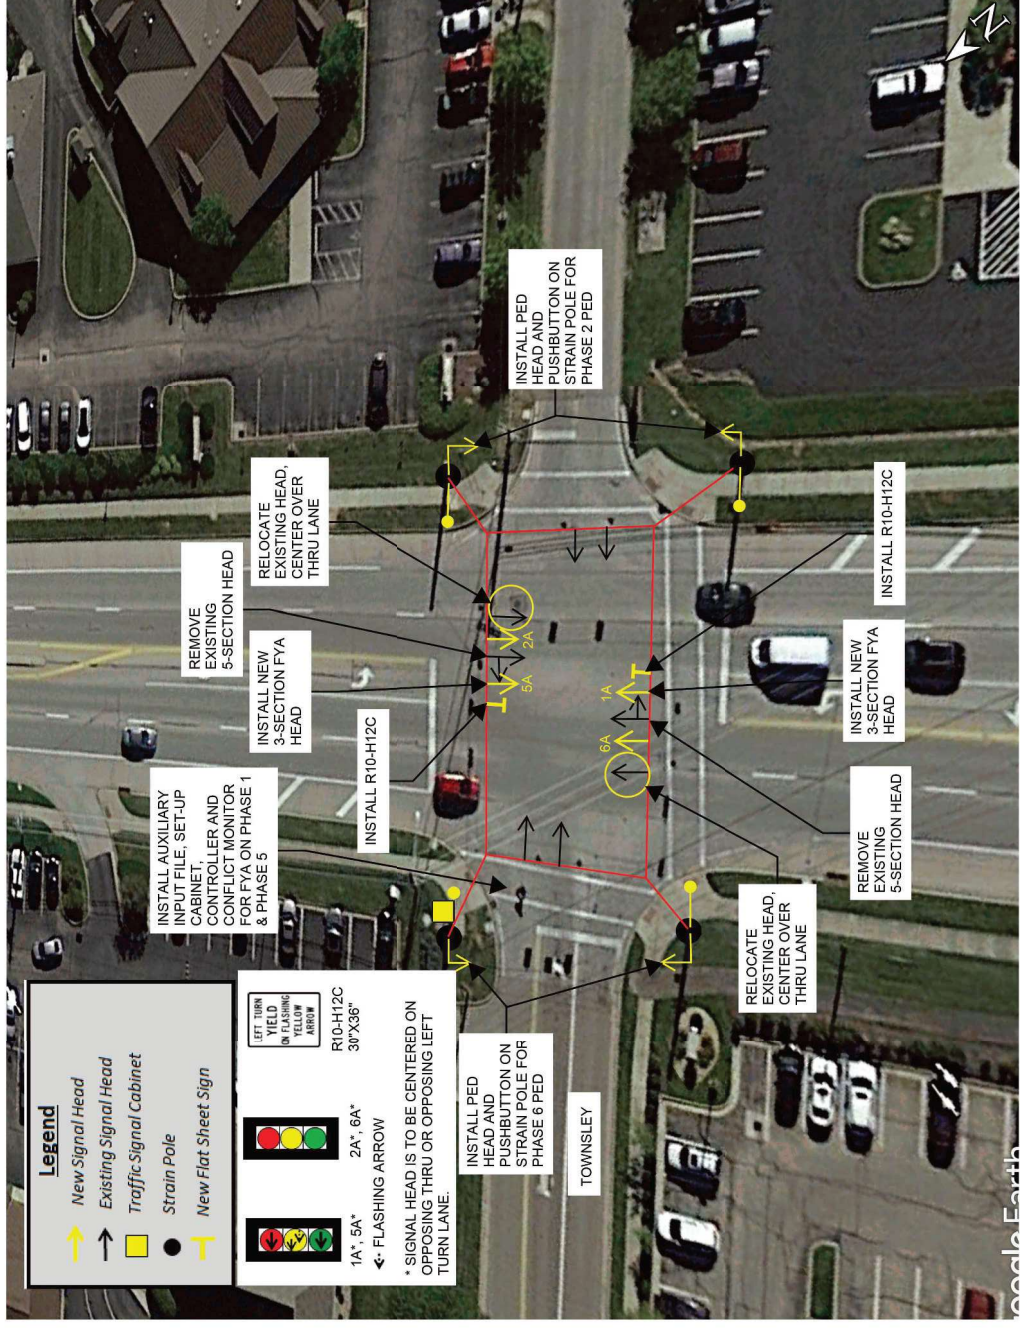 Legend
New Signal Head
Existing Signal Head
Traffic Signal Cabinet
Strain Pole
New Flat Sheet Sign
1A*, 5A*
2A*, 6A*
LEFT TURN
YIELD
ON FLASHING
YELLOW
ARROW
R10-H12C
30"X36"
FLASHING ARROW
* SIGNAL HEAD IS TO BE CENTERED ON
OPPOSING THRU OR OPPOSING LEFT
TURN LANE.
INSTALL AUXILIARY
INPUT FILE, SET-UP
CABINET,
CONTROLLER AND
CONFLICT MONITOR
FOR FYA ON PHASE 1
& PHASE 5
INSTALL R10-H12C
INSTALL NEW
3-SECTION FYA
HEAD
REMOVE
EXISTING
5-SECTION HEAD
RELOCATE
EXISTING HEAD,
CENTER OVER
THRU LANE
5A
2A
INSTALL PED
HEAD AND
PUSHBUTTON ON
STRAIN POLE FOR
PHASE 2 PED
INSTALL PED
HEAD AND
PUSHBUTTON ON
STRAIN POLE FOR
PHASE 6 PED
TOWNSLEY
6A
1A
RELOCATE
EXISTING HEAD,
CENTER OVER
THRU LANE
REMOVE
EXISTING
5-SECTION HEAD
INSTALL NEW
3-SECTION FYA
HEAD
INSTALL R10-H12C
N
oogle Earth